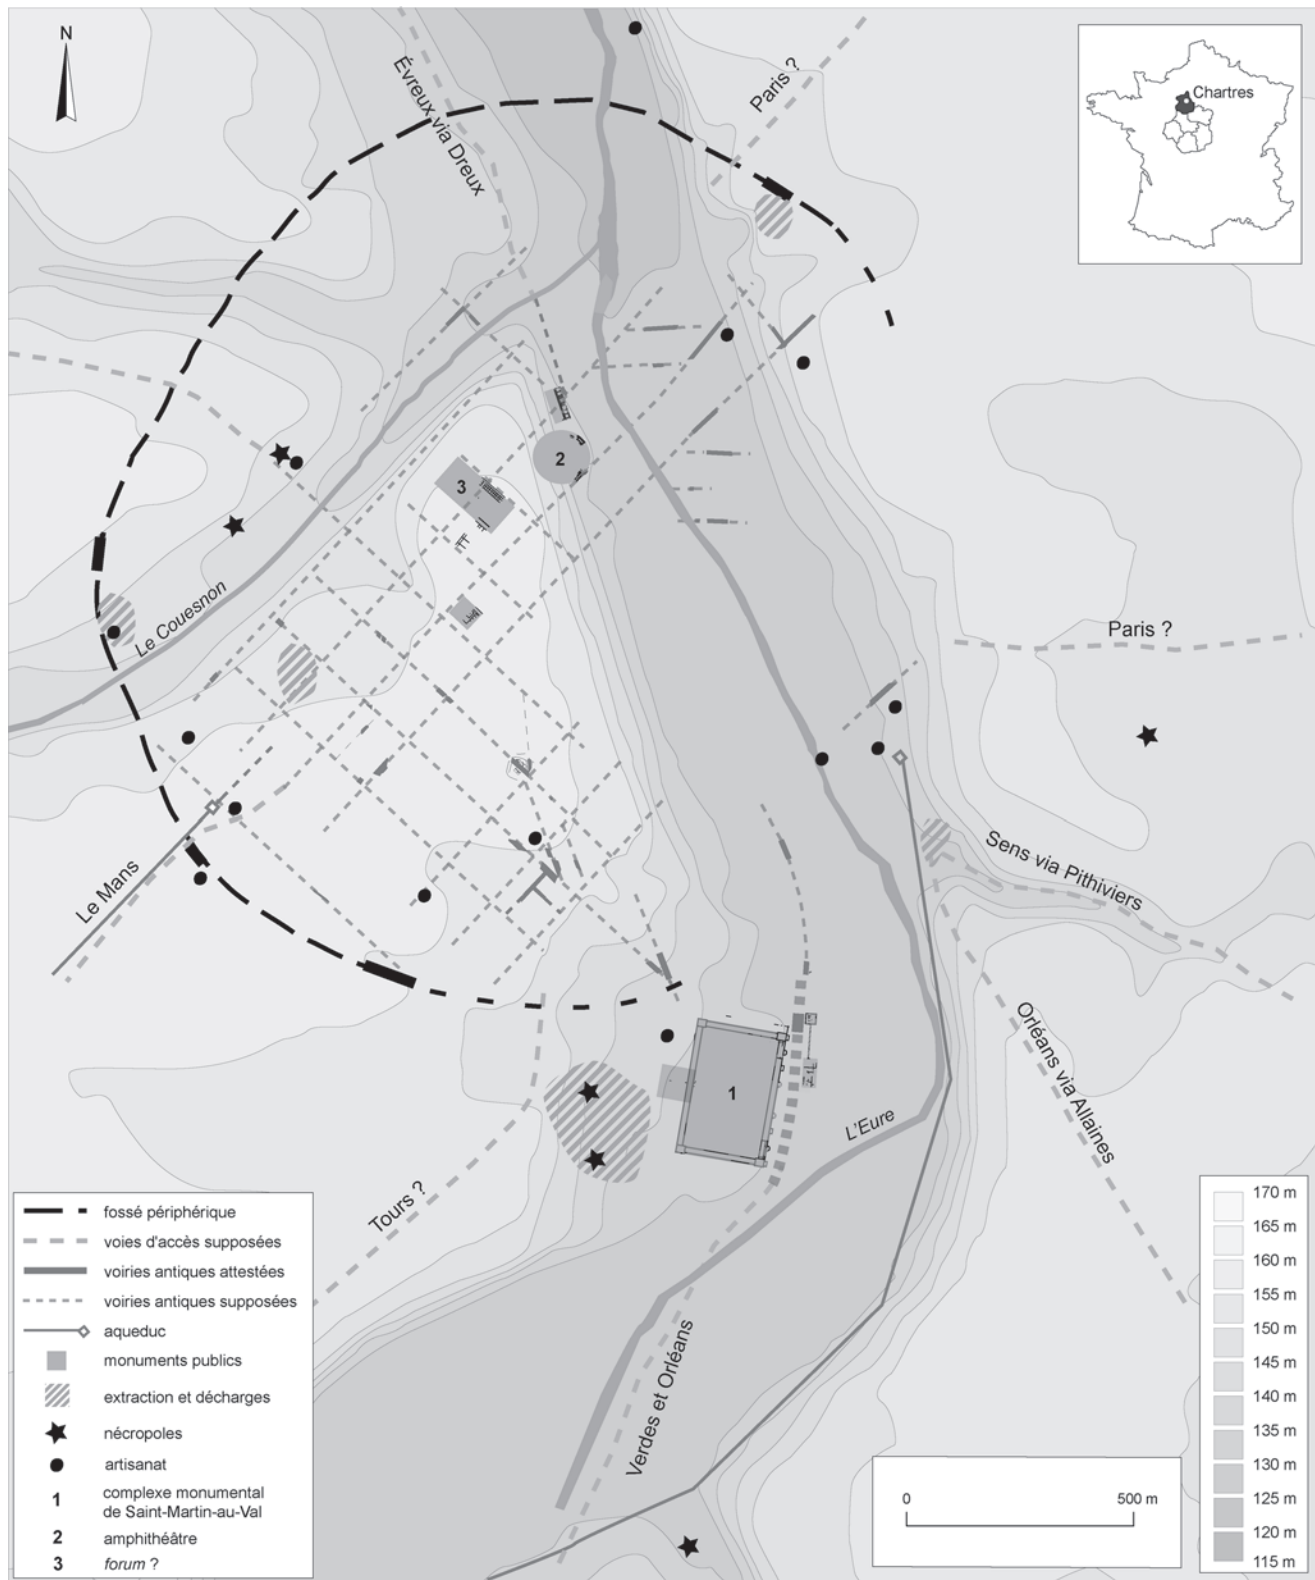 N
Évreux via Dreux
Paris ?
Chartres
2
3
Le Couesnon
Paris ?
Le Mans
Sens via Pithiviers
Orléans via Allaines
1
L'Eure
Tours ?
Verdes et Orléans
fossé périphérique
voies d'accès supposées
voiries antiques attestées
voiries antiques supposées
aqueduc
monuments publics
extraction et décharges
nécropoles
artisanat
1 complexe monumental
de Saint-Martin-au-Val
2 amphithéâtre
3 forum ?
0 500 m
170 m
165 m
160 m
155 m
150 m
145 m
140 m
135 m
130 m
125 m
120 m
115 m